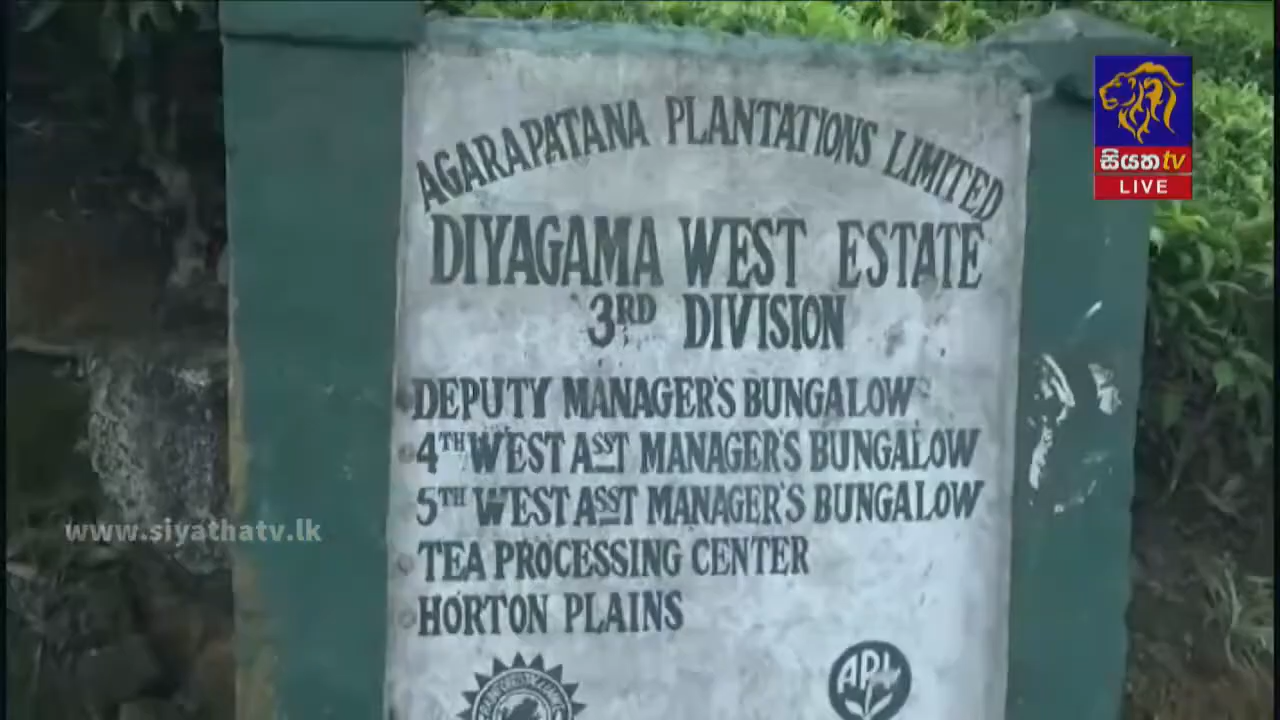 AGARAPATANA PLANTATIONS LIMITED
DIYAGAMA WEST ESTATE
3RD DIVISION
DEPUTY MANAGER'S BUNGALOW
4TH WEST ASST MANAGER'S BUNGALOW
5TH WEST ASST MANAGER'S BUNGALOW
TEA PROCESSING CENTER
HORTON PLAINS
සියත tv
LIVE
www.siyathatv.lk